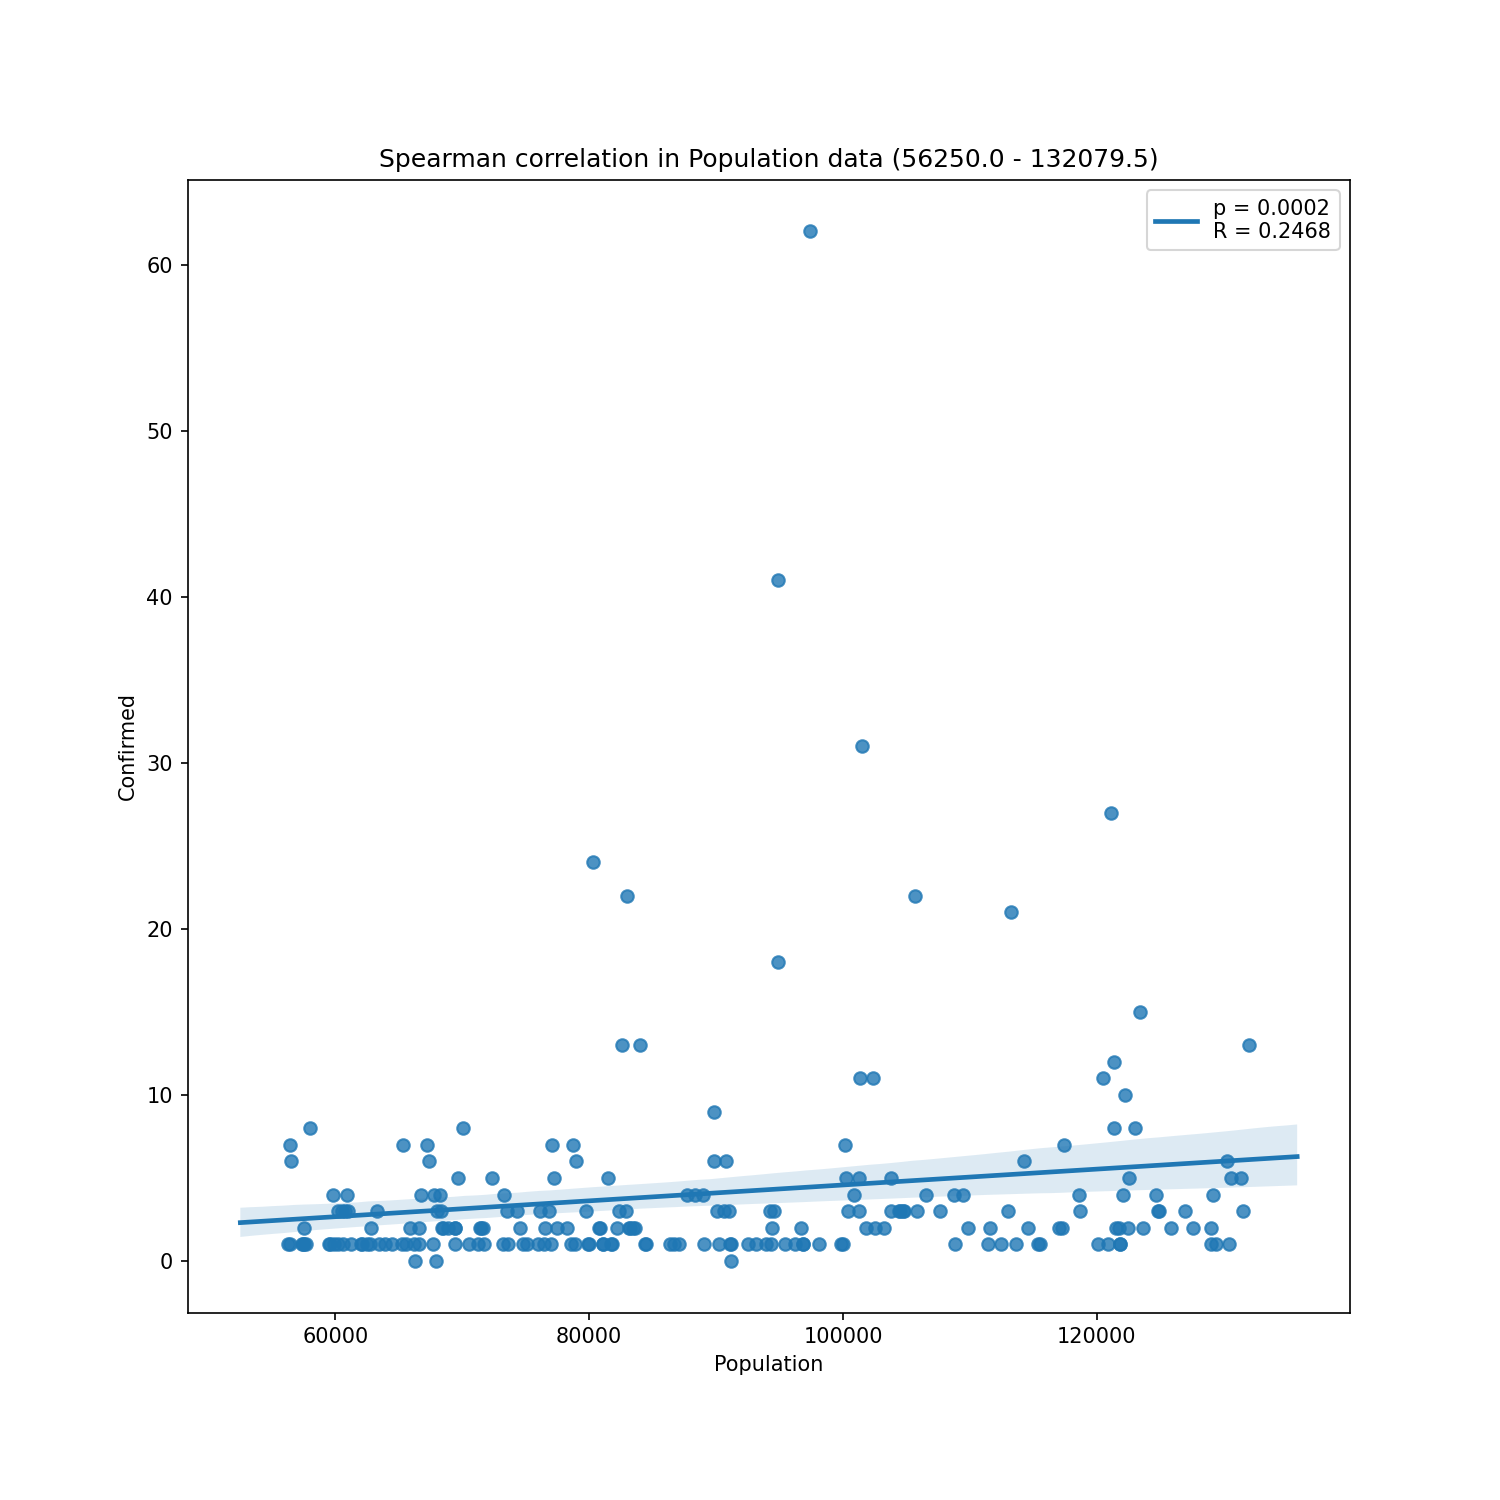 Spearman correlation in Population data (56250.0 - 132079.5)
p = 0.0002
R = 0.2468
60
50
40
30
20
10
0
Confirmed
60000
80000
100000
120000
Population